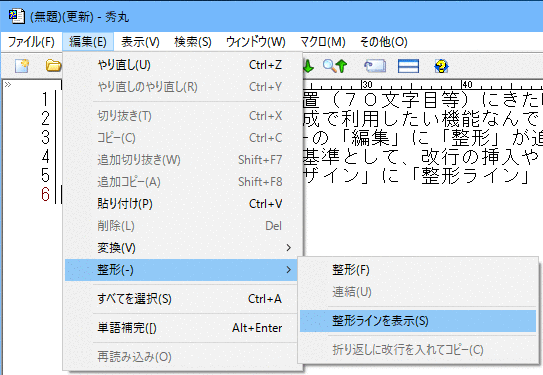 (無題)(更新) - 秀丸
ファイル(F) 編集(E) 表示(V) 検索(S) ウィンドウ(W) マクロ(M) その他(O)
30 40
やり直し(U) Ctrl+Z
やり直しのやり直し(R) Ctrl+Y
切り抜き(T) Ctrl+X
コピー(C) Ctrl+C
追加切り抜き(W) Shift+F7
追加コピー(A) Shift+F8
貼り付け(P) Ctrl+V
削除(L) Del
変換(V)
整形(-)
すべてを選択(S) Ctrl+A
単語補完([) Alt+Enter
再読み込み(O)
整形(F)
連結(U)
整形ラインを表示(S)
折り返しに改行を入れてコピー(C)
1 置(70文字目等)にきた
2 成で利用したい機能なんで
3 の「編集」に「整形」が
4 基準として、改行の挿入や
5 ザイン」に「整形ライン」
6